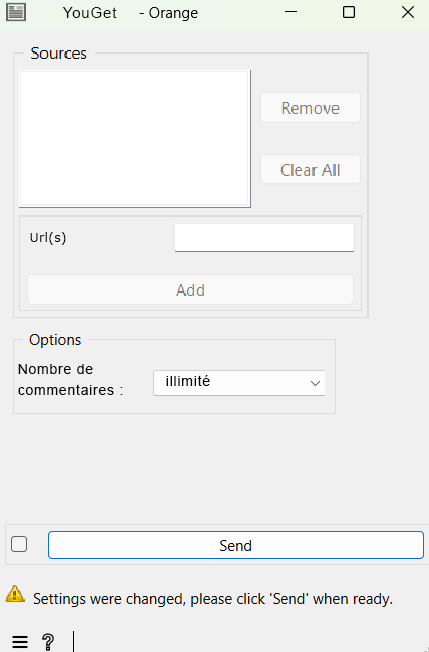 YouGet - Orange
Sources
Remove
Clear All
Url(s)
Add
Options
Nombre de
commentaires :
illimité
Send
Settings were changed, please click 'Send' when ready.
?